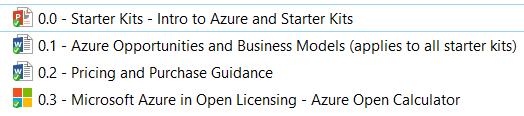 0.0 - Starter Kits - Intro to Azure and Starter Kits
0.1 - Azure Opportunities and Business Models (applies to all starter kits)
0.2 - Pricing and Purchase Guidance
0.3 - Microsoft Azure in Open Licensing - Azure Open Calculator